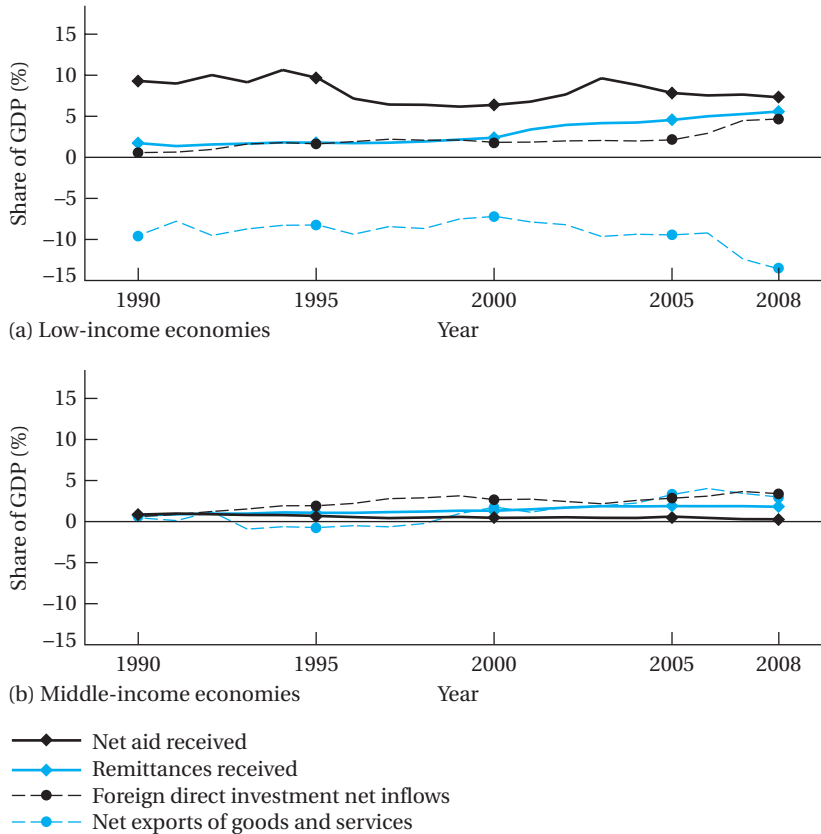 15
10
5
0
−5
−10
−15
Share of GDP (%)
1990 1995 2000 2005 2008
(a) Low-income economies Year
15
10
5
0
−5
−10
−15
Share of GDP (%)
1990 1995 2000 2005 2008
(b) Middle-income economies Year
Net aid received
Remittances received
Foreign direct investment net inflows
Net exports of goods and services